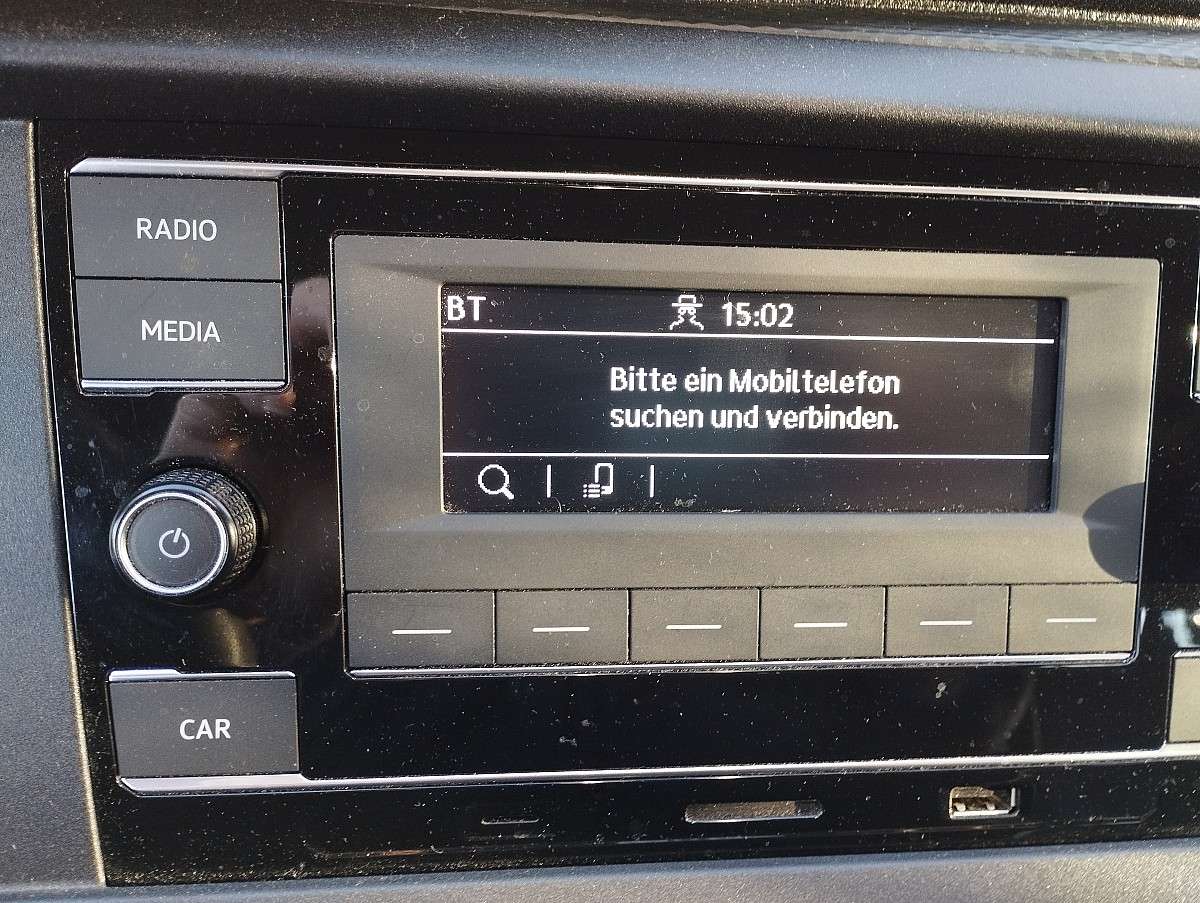 RADIO
MEDIA
BT 15:02
Bitte ein Mobiltelefon
suchen und verbinden.
CAR